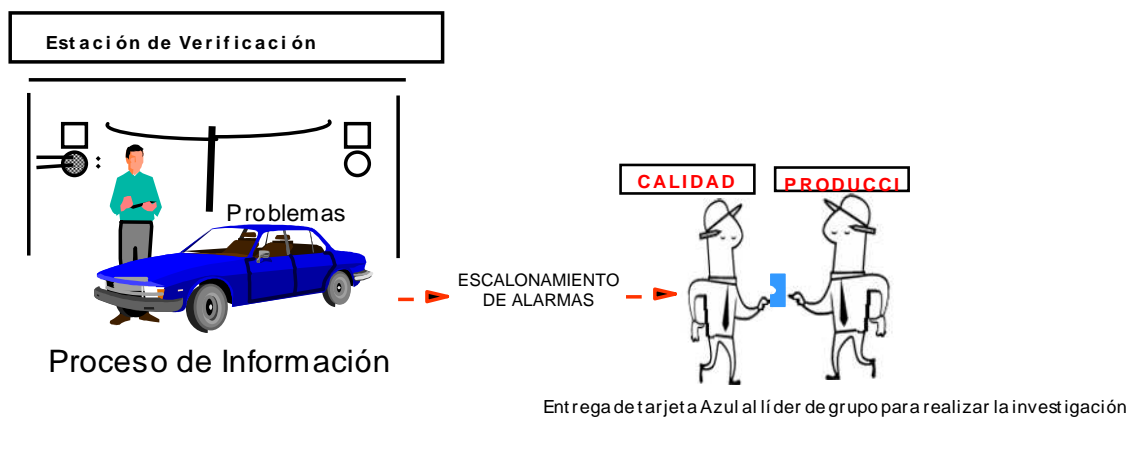 Estación de Verificación
Problemas
Proceso de Información
ESCALONAMIENTO
DE ALARMAS
CALIDAD
PRODUCCI
Entrega de tarjeta Azul al líder de grupo para realizar la investigación